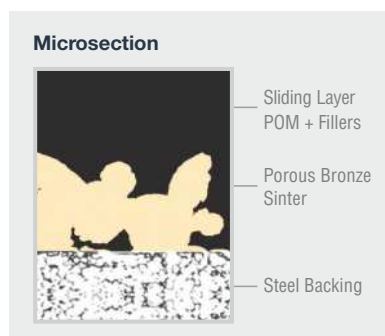 Microsection
Sliding Layer
POM + Fillers
Porous Bronze
Sinter
Steel Backing